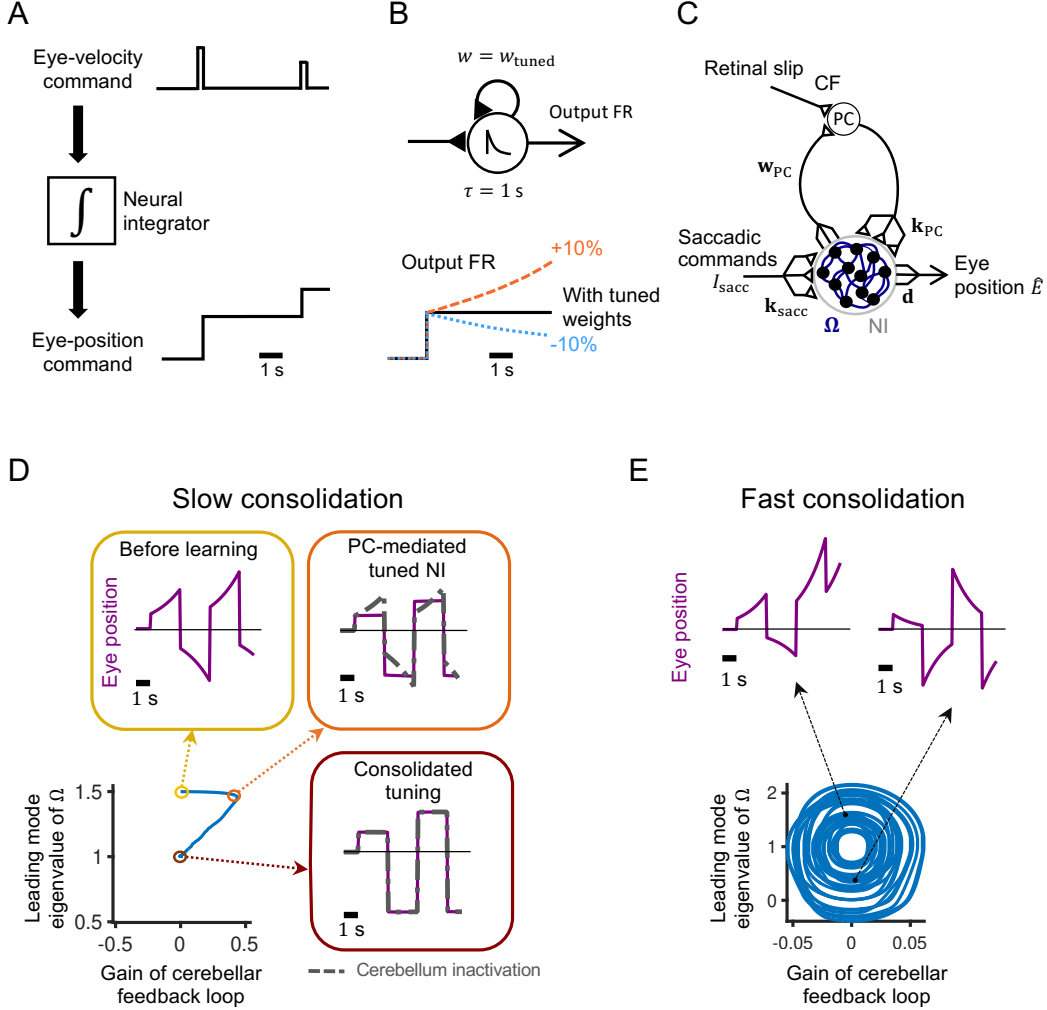 A
Eye-velocity
command
∫
Neural
integrator
Eye-position
command
1 s
B
w = w_tuned
Output FR
τ = 1 s
Output FR
+10%
With tuned
weights
-10%
1 s
C
Retinal slip
CF
PC
w_PC
k_PC
Saccadic
commands
I_sacc
k_sacc
Ω
NI
d
Eye
position Ê
D
Slow consolidation
Before learning
Eye position
1 s
PC-mediated
tuned NI
1 s
Consolidated
tuning
1 s
Cerebellum inactivation
Leading mode
eigenvalue of Ω
1.5
1
0.5
-0.5
0
0.5
Gain of cerebellar
feedback loop
E
Fast consolidation
Eye position
1 s
1 s
Leading mode
eigenvalue of Ω
2
1
0
-0.05
0
0.05
Gain of cerebellar
feedback loop